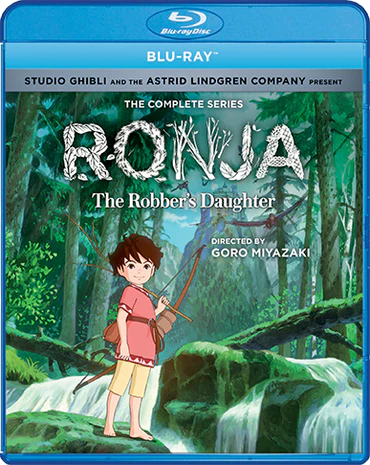 Blu-ray Disc
BLU-RAY™
STUDIO GHIBLI AND THE ASTRID LINDGREN COMPANY PRESENT
THE COMPLETE SERIES
RONJA
The Robber's Daughter
DIRECTED BY
GORO MIYAZAKI